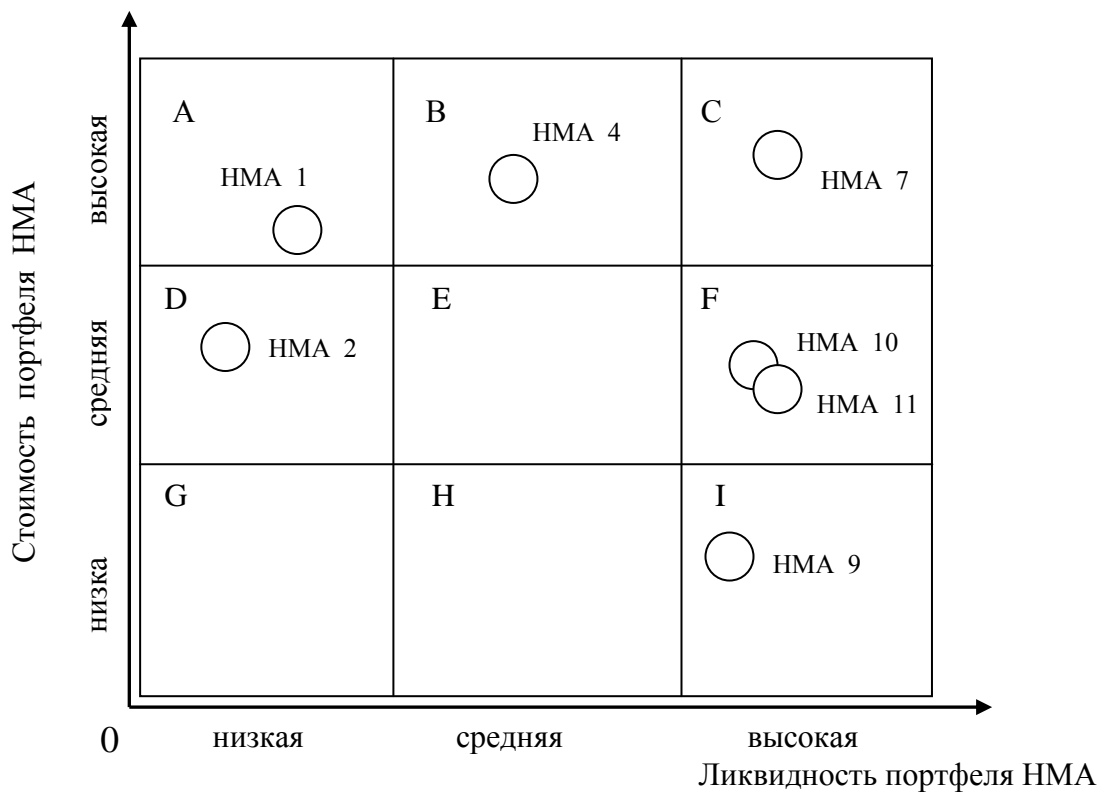 A
B
C
НМА 4
НМА 1
НМА 7
высокая
D
E
F
НМА 2
НМА 10
НМА 11
средняя
Стоимость портфеля НМА
G
H
I
НМА 9
низка
0
низкая
средняя
высокая
Ликвидность портфеля НМА